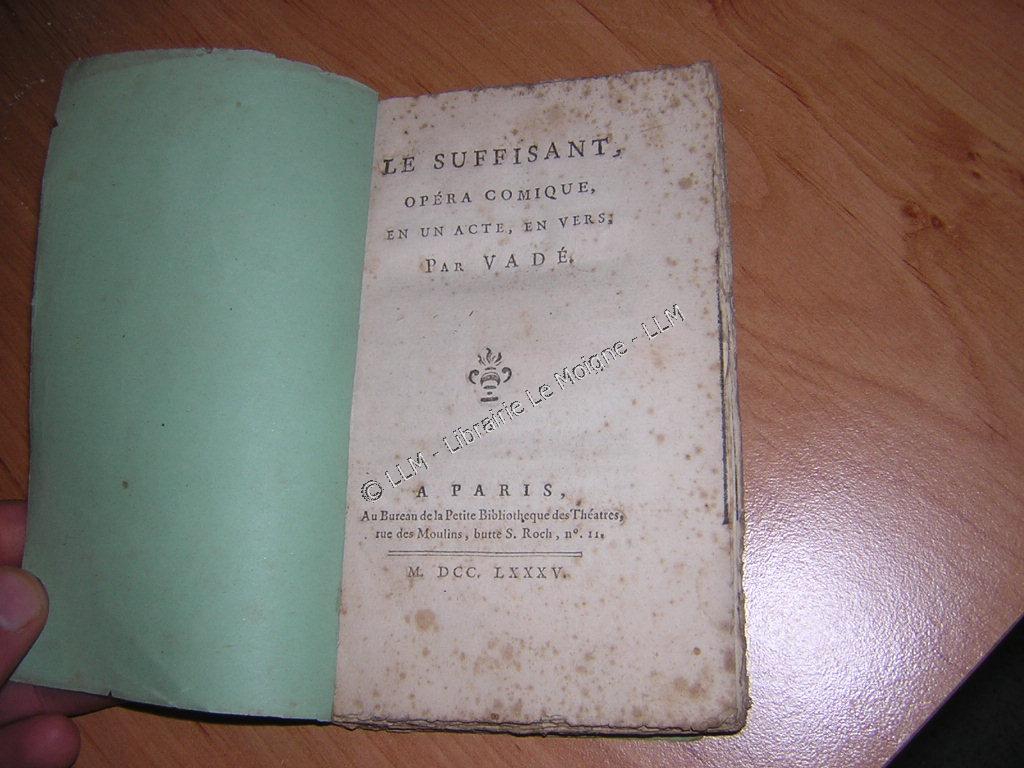 LE SUFFISANT,
OPÉRA COMIQUE,
EN UN ACTE, EN VERS;
PAR VADÉ.
© LLM - Librairie Le Moigne - LLM
A PARIS,
Au Bureau de la Petite Bibliotheque des Théatres,
rue des Moulins, butte S. Roch, nº. 11.
M. DCC. LXXXV.